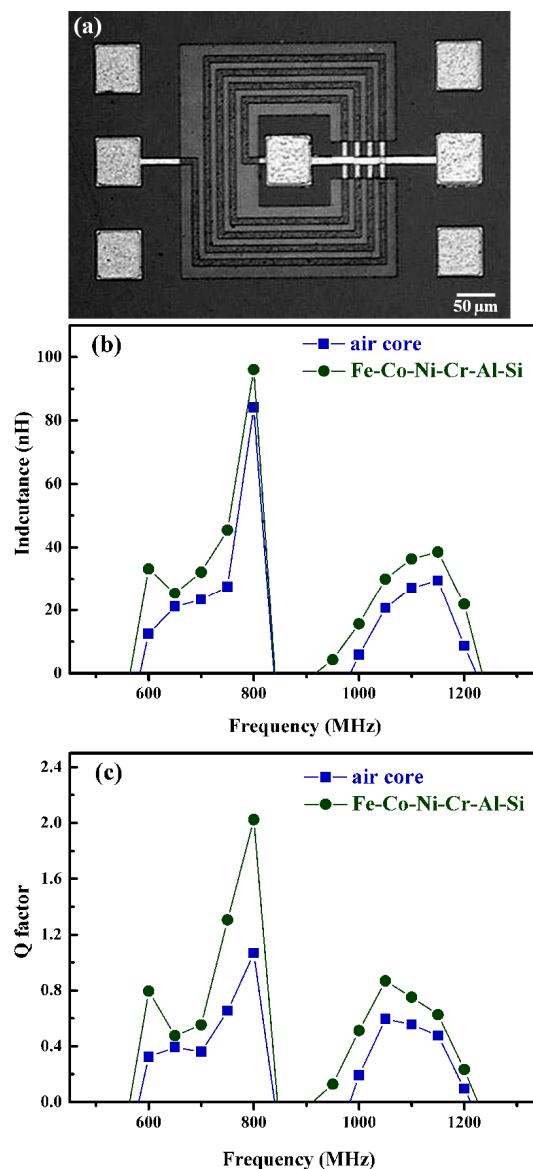 (a)
50 μm
(b)
air core
Fe-Co-Ni-Cr-Al-Si
100
80
60
40
20
0
Indcutance (nH)
600
800
1000
1200
Frequency (MHz)
(c)
air core
Fe-Co-Ni-Cr-Al-Si
2.4
2.0
1.6
1.2
0.8
0.4
0.0
Q factor
600
800
1000
1200
Frequency (MHz)